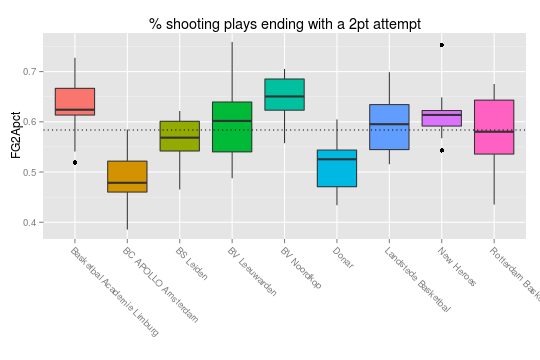 % shooting plays ending with a 2pt attempt
FG2Apct
0.7
0.6
0.5
0.4
Basketbal Academie Limburg
BC APOLLO Amsterdam
BS Leiden
BV Leeuwarden
BV Noordkop
Donar
Landstede Basketbal
New Heroes
Rotterdam Bask